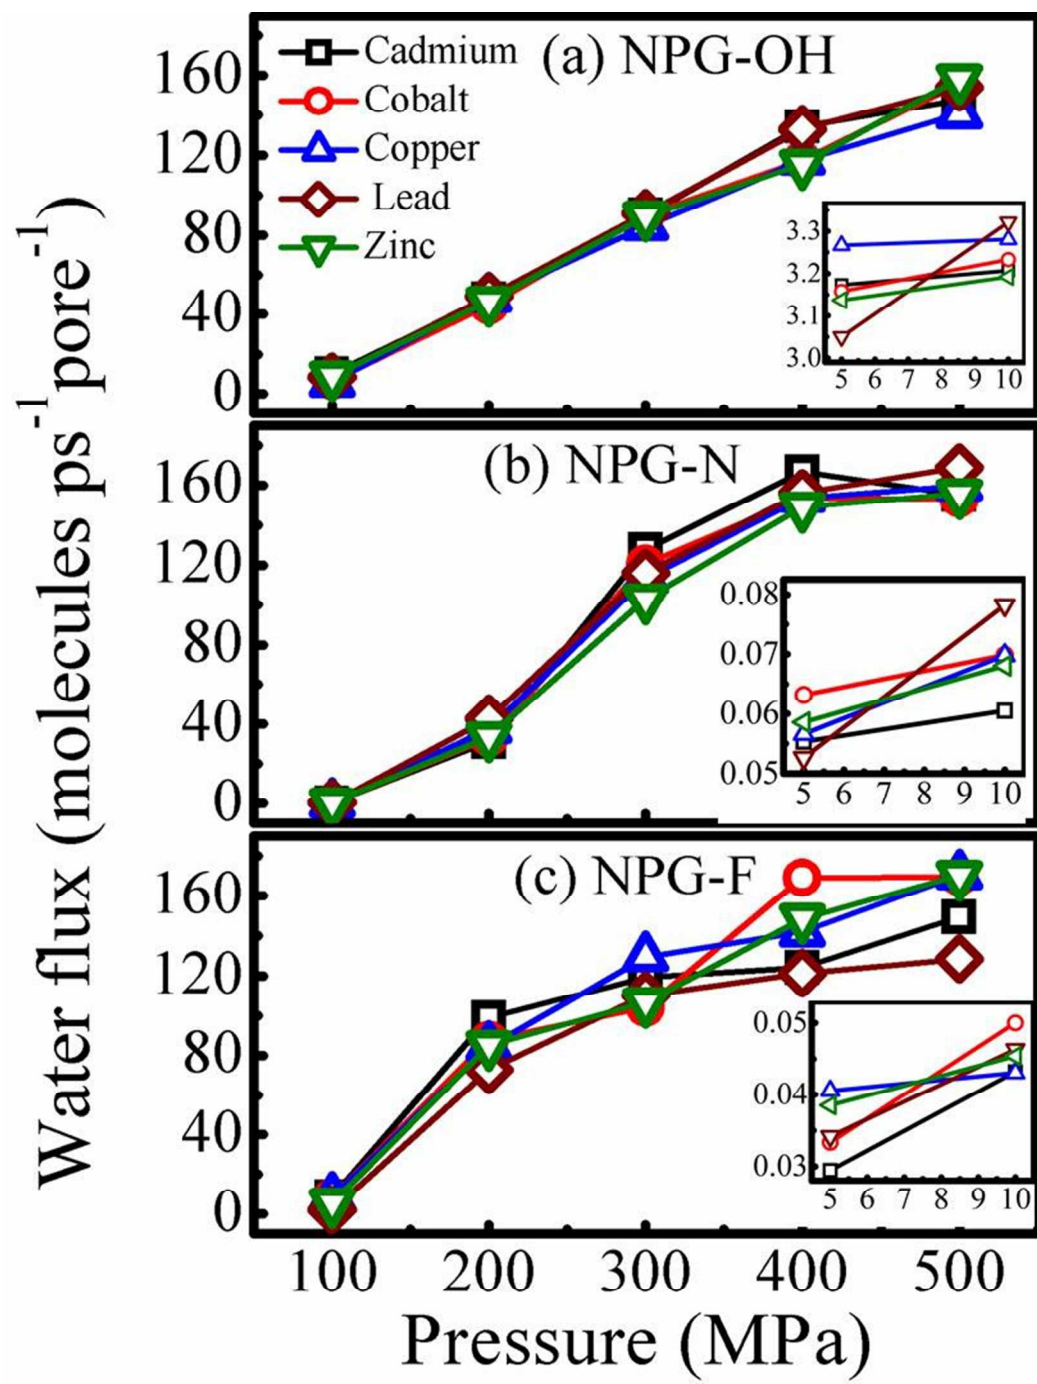 Water flux (molecules ps⁻¹pore⁻¹)
(a) NPG-OH
Cadmium
Cobalt
Copper
Lead
Zinc
160
120
80
40
0
3.3
3.2
3.1
3.0
5 6 7 8 9 10
(b) NPG-N
160
120
80
40
0
0.08
0.07
0.06
0.05
5 6 7 8 9 10
(c) NPG-F
160
120
80
40
0
0.05
0.04
0.03
5 6 7 8 9 10
100 200 300 400 500
Pressure (MPa)